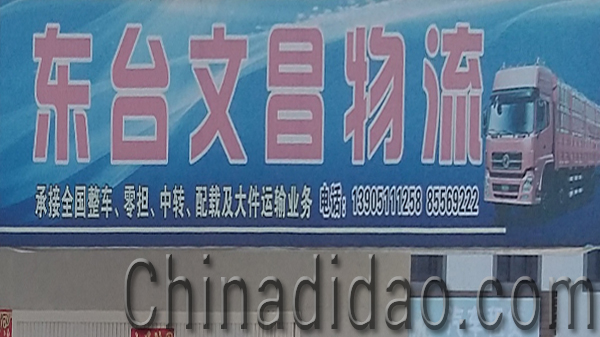 东台文昌物流
承接全国整车、零担、中转、配载及大件运输业务 电话：13905111258 85569222
Chinadidao.com